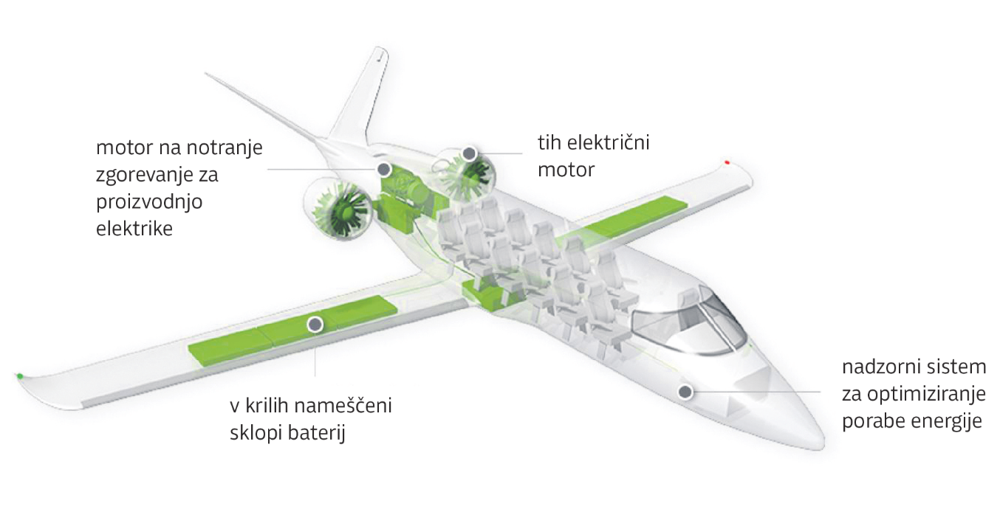 motor na notranje
zgorevanje za
proizvodnjo
elektrike
tih električni
motor
v krilih nameščeni
sklopi baterij
nadzorni sistem
za optimiziranje
porabe energije